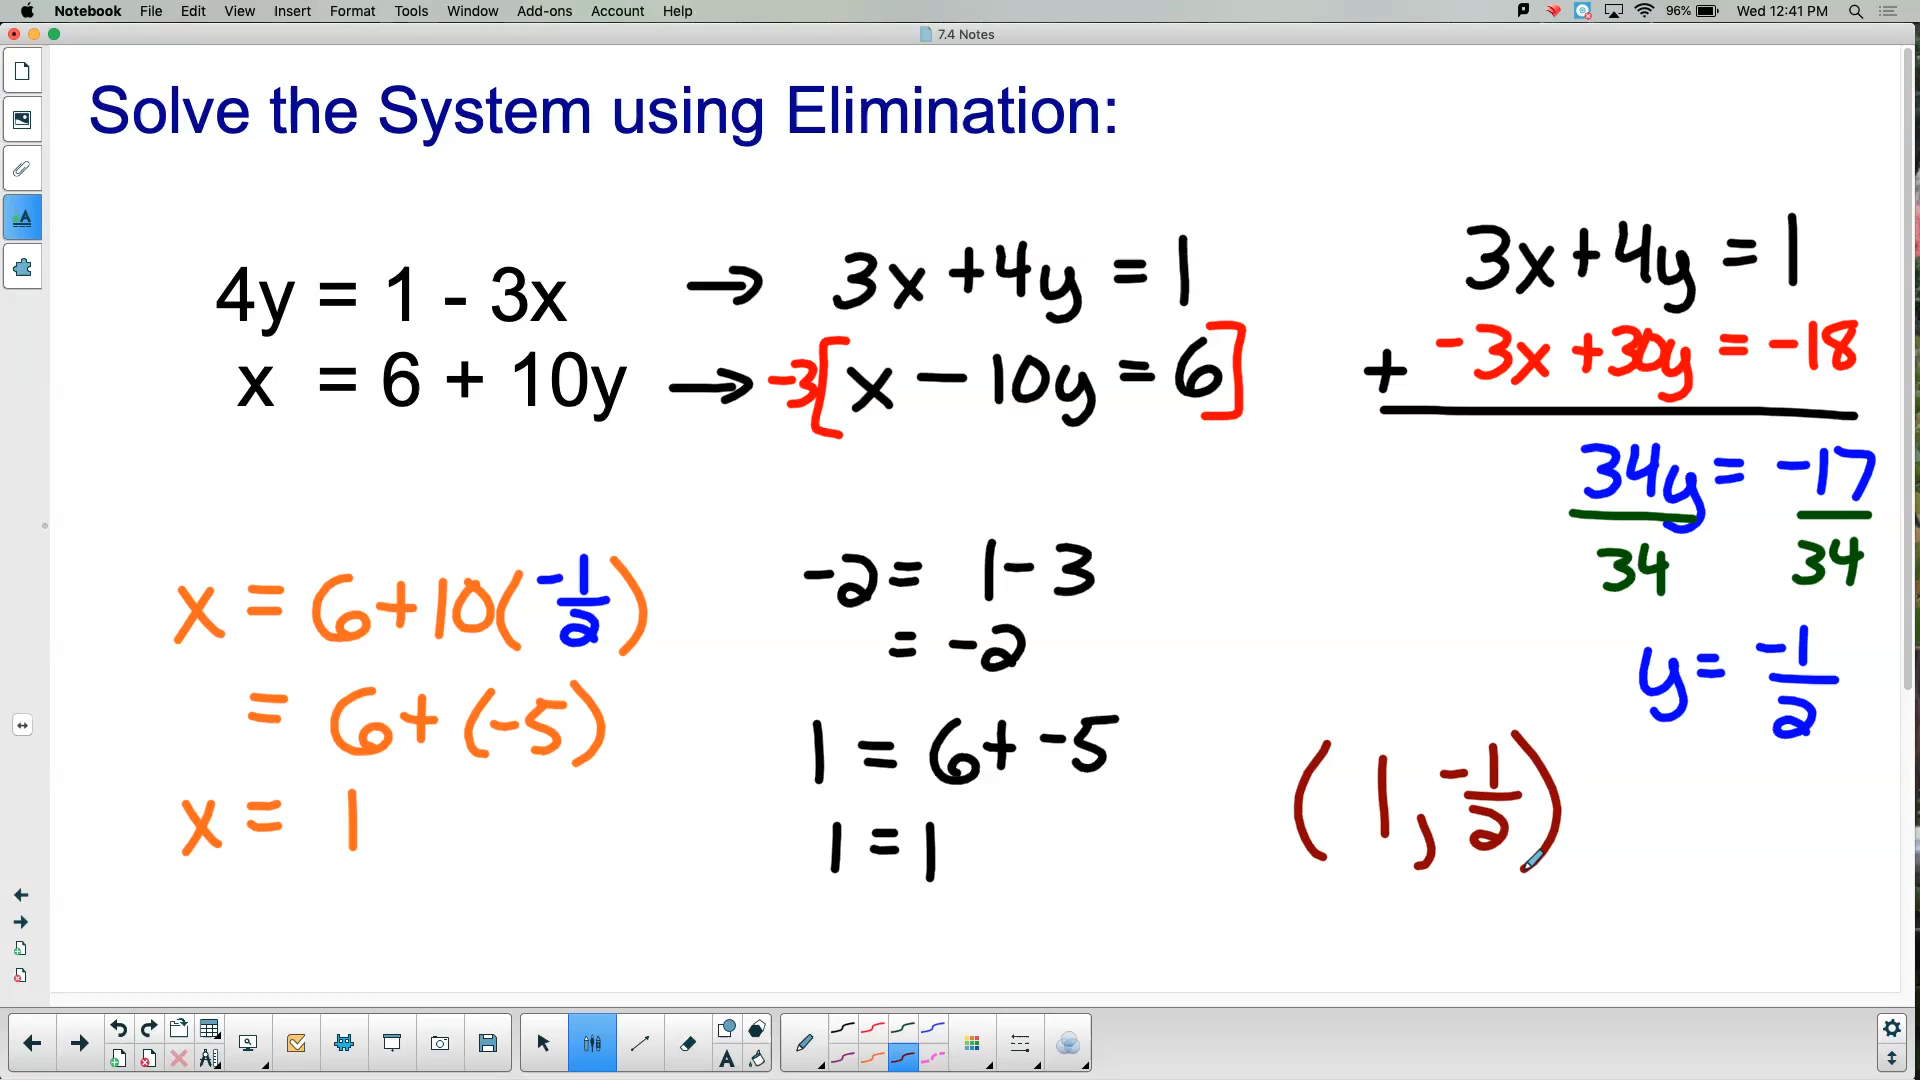 Notebook File Edit View Insert Format Tools Window Add-ons Account Help 96% Wed 12:41 PM
7.4 Notes
Solve the System using Elimination:
4y = 1 - 3x → 3x + 4y = 1
x = 6 + 10y → -3[x - 10y = 6]
3x + 4y = 1
+ -3x + 30y = -18
34y = -17
34 34
y = -1/2
x = 6 + 10(-1/2)
= 6 + (-5)
x = 1
-2 = 1 - 3
= -2
1 = 6 + -5
1 = 1
(1, -1/2)